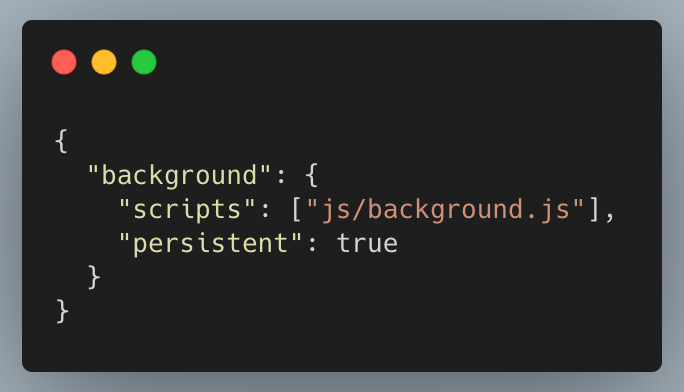 {
  "background": {
    "scripts": ["js/background.js"],
    "persistent": true
  }
}